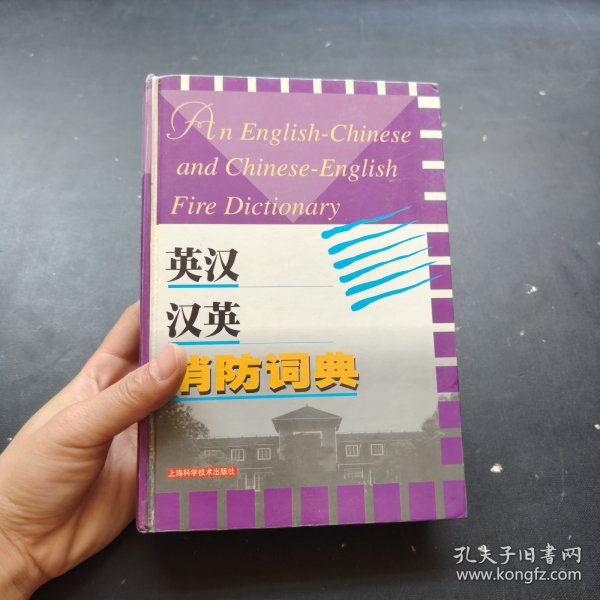 An English-Chinese
and Chinese-English
Fire Dictionary
英汉
汉英
消防词典
上海科学技术出版社
孔夫子旧书网
www.kongfz.com